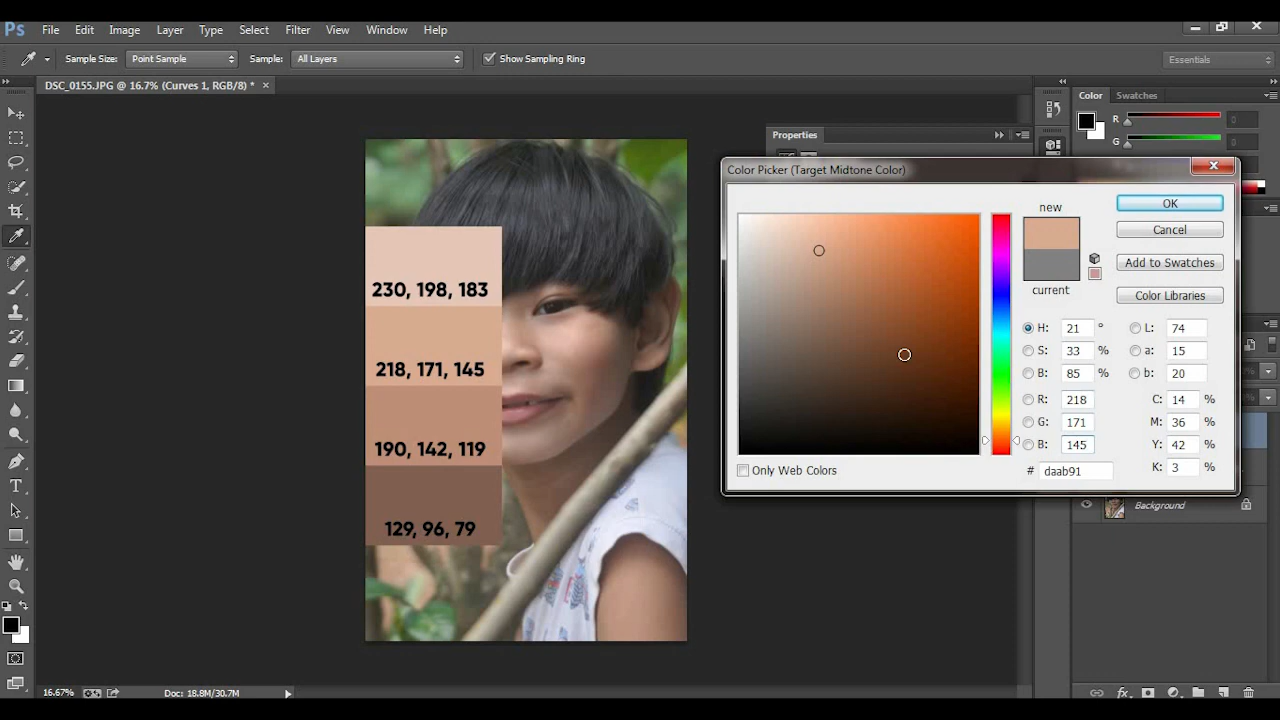 Ps File Edit Image Layer Type Select Filter View Window Help
Sample Size: Point Sample Sample: All Layers Show Sampling Ring Essentials
DSC_0155.JPG @ 16.7% (Curves 1, RGB/8) * ×
Color Swatches
R 0
G 0
Properties
Color Picker (Target Midtone Color)
new
current
OK
Cancel
Add to Swatches
Color Libraries
H: 21 °
S: 33 %
B: 85 %
R: 218
G: 171
B: 145
# daab91
L: 74
a: 15
b: 20
C: 14 %
M: 36 %
Y: 42 %
K: 3 %
Only Web Colors
230, 198, 183
218, 171, 145
190, 142, 119
129, 96, 79
Background
16.67% Doc: 18.8M/30.7M